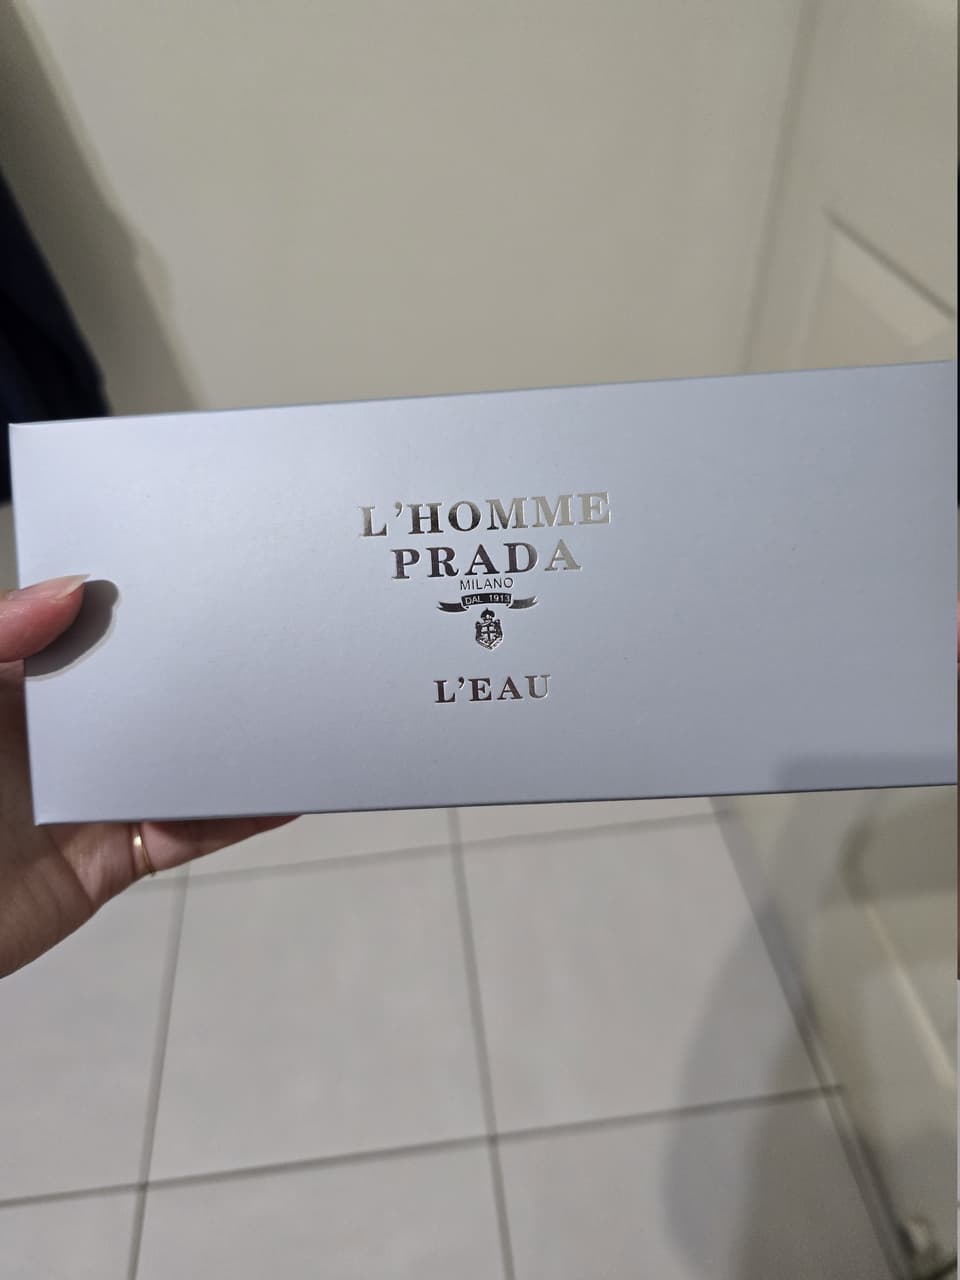 L'HOMME
PRADA
MILANO
DAL 1913
L'EAU